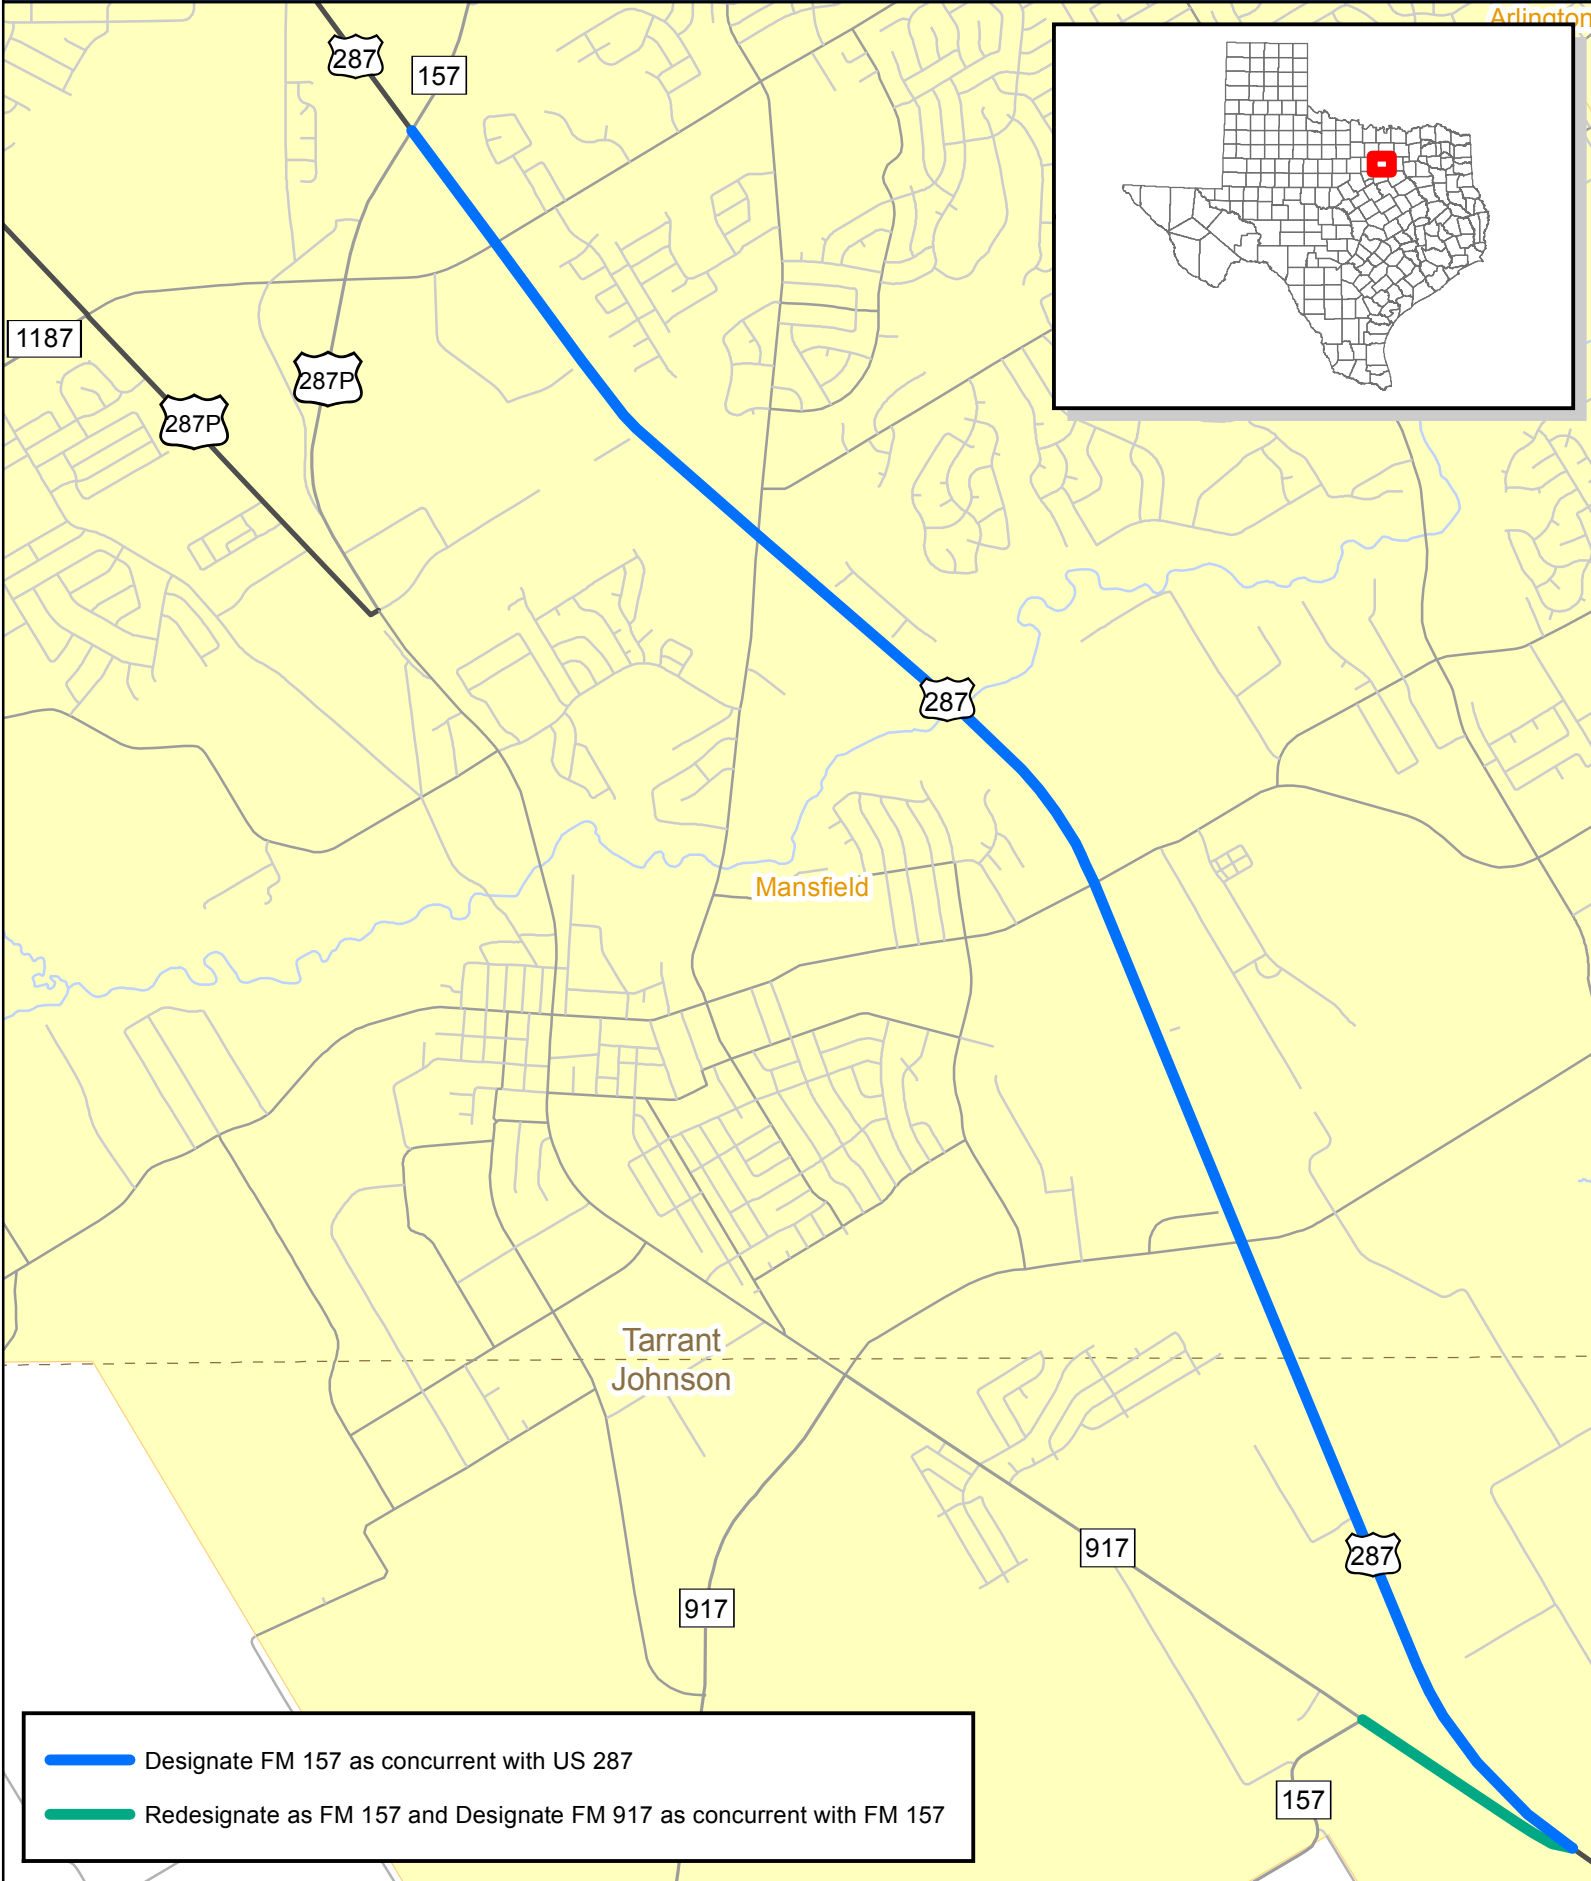 Arlington
287
157
1187
287P
287P
287
Mansfield
Tarrant
Johnson
917
287
917
157
Designate FM 157 as concurrent with US 287
Redesignate as FM 157 and Designate FM 917 as concurrent with FM 157